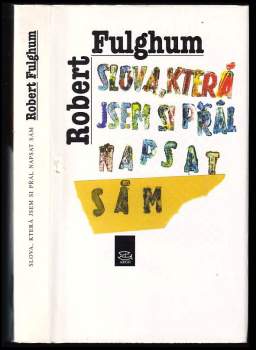 Robert Fulghum
SLOVA, KTERÁ JSEM SI PŘÁL NAPSAT SÁM
Robert
Fulghum
SLOVA, KTERÁ
JSEM SI PŘÁL
NAPSAT
SÁM